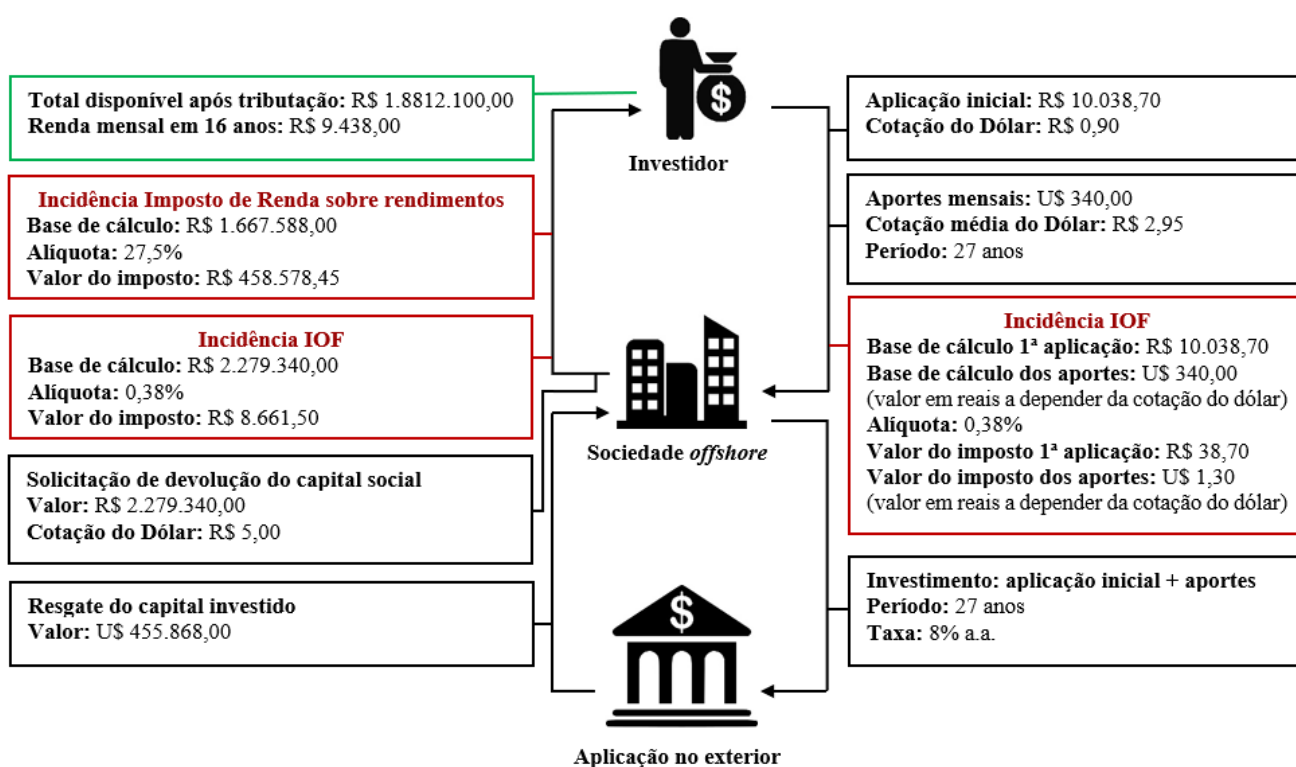 Total disponível após tributação: R$ 1.8812.100,00
Renda mensal em 16 anos: R$ 9.438,00
Incidência Imposto de Renda sobre rendimentos
Base de cálculo: R$ 1.667.588,00
Alíquota: 27,5%
Valor do imposto: R$ 458.578,45
Incidência IOF
Base de cálculo: R$ 2.279.340,00
Alíquota: 0,38%
Valor do imposto: R$ 8.661,50
Solicitação de devolução do capital social
Valor: R$ 2.279.340,00
Cotação do Dólar: R$ 5,00
Resgate do capital investido
Valor: U$ 455.868,00
$
Investidor
Sociedade offshore
$
Aplicação no exterior
Aplicação inicial: R$ 10.038,70
Cotação do Dólar: R$ 0,90
Aportes mensais: U$ 340,00
Cotação média do Dólar: R$ 2,95
Período: 27 anos
Incidência IOF
Base de cálculo 1ª aplicação: R$ 10.038,70
Base de cálculo dos aportes: U$ 340,00
(valor em reais a depender da cotação do dólar)
Alíquota: 0,38%
Valor do imposto 1ª aplicação: R$ 38,70
Valor do imposto dos aportes: U$ 1,30
(valor em reais a depender da cotação do dólar)
Investimento: aplicação inicial + aportes
Período: 27 anos
Taxa: 8% a.a.